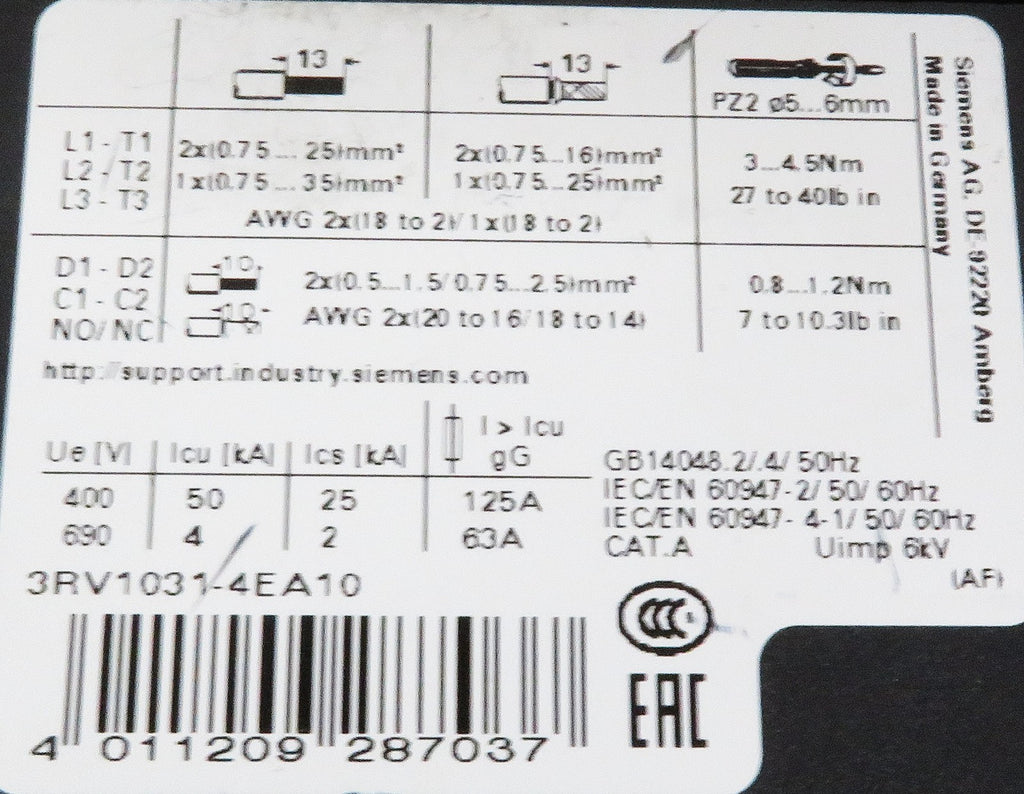 13
13
PZ2 ø5...6mm
L1 - T1
L2 - T2
L3 - T3
2x(0.75...25)mm²
1x(0.75...35)mm²
2x(0.75...16)mm²
1x(0.75...25)mm²
AWG 2x(18 to 2)/ 1x(18 to 2)
3...4.5Nm
27 to 40lb in
D1 - D2
C1 - C2
NO/NC
10
10
2x(0.5...1.5/0.75...2.5)mm²
AWG 2x(20 to 16/18 to 14)
0.8...1.2Nm
7 to 10.3lb in
Siemens AG, DE-92220 Amberg
Made in Germany
http://support.industry.siemens.com
Ue [V] Icu [kA] Ics [kA] I > Icu gG
400 50 25 125A
690 4 2 63A
GB14048.2/.4/ 50Hz
IEC/EN 60947-2/ 50/ 60Hz
IEC/EN 60947- 4-1/ 50/ 60Hz
CAT.A Uimp 6kV
(AF)
3RV1031-4EA10
CCC
EAC
4 011209 287037